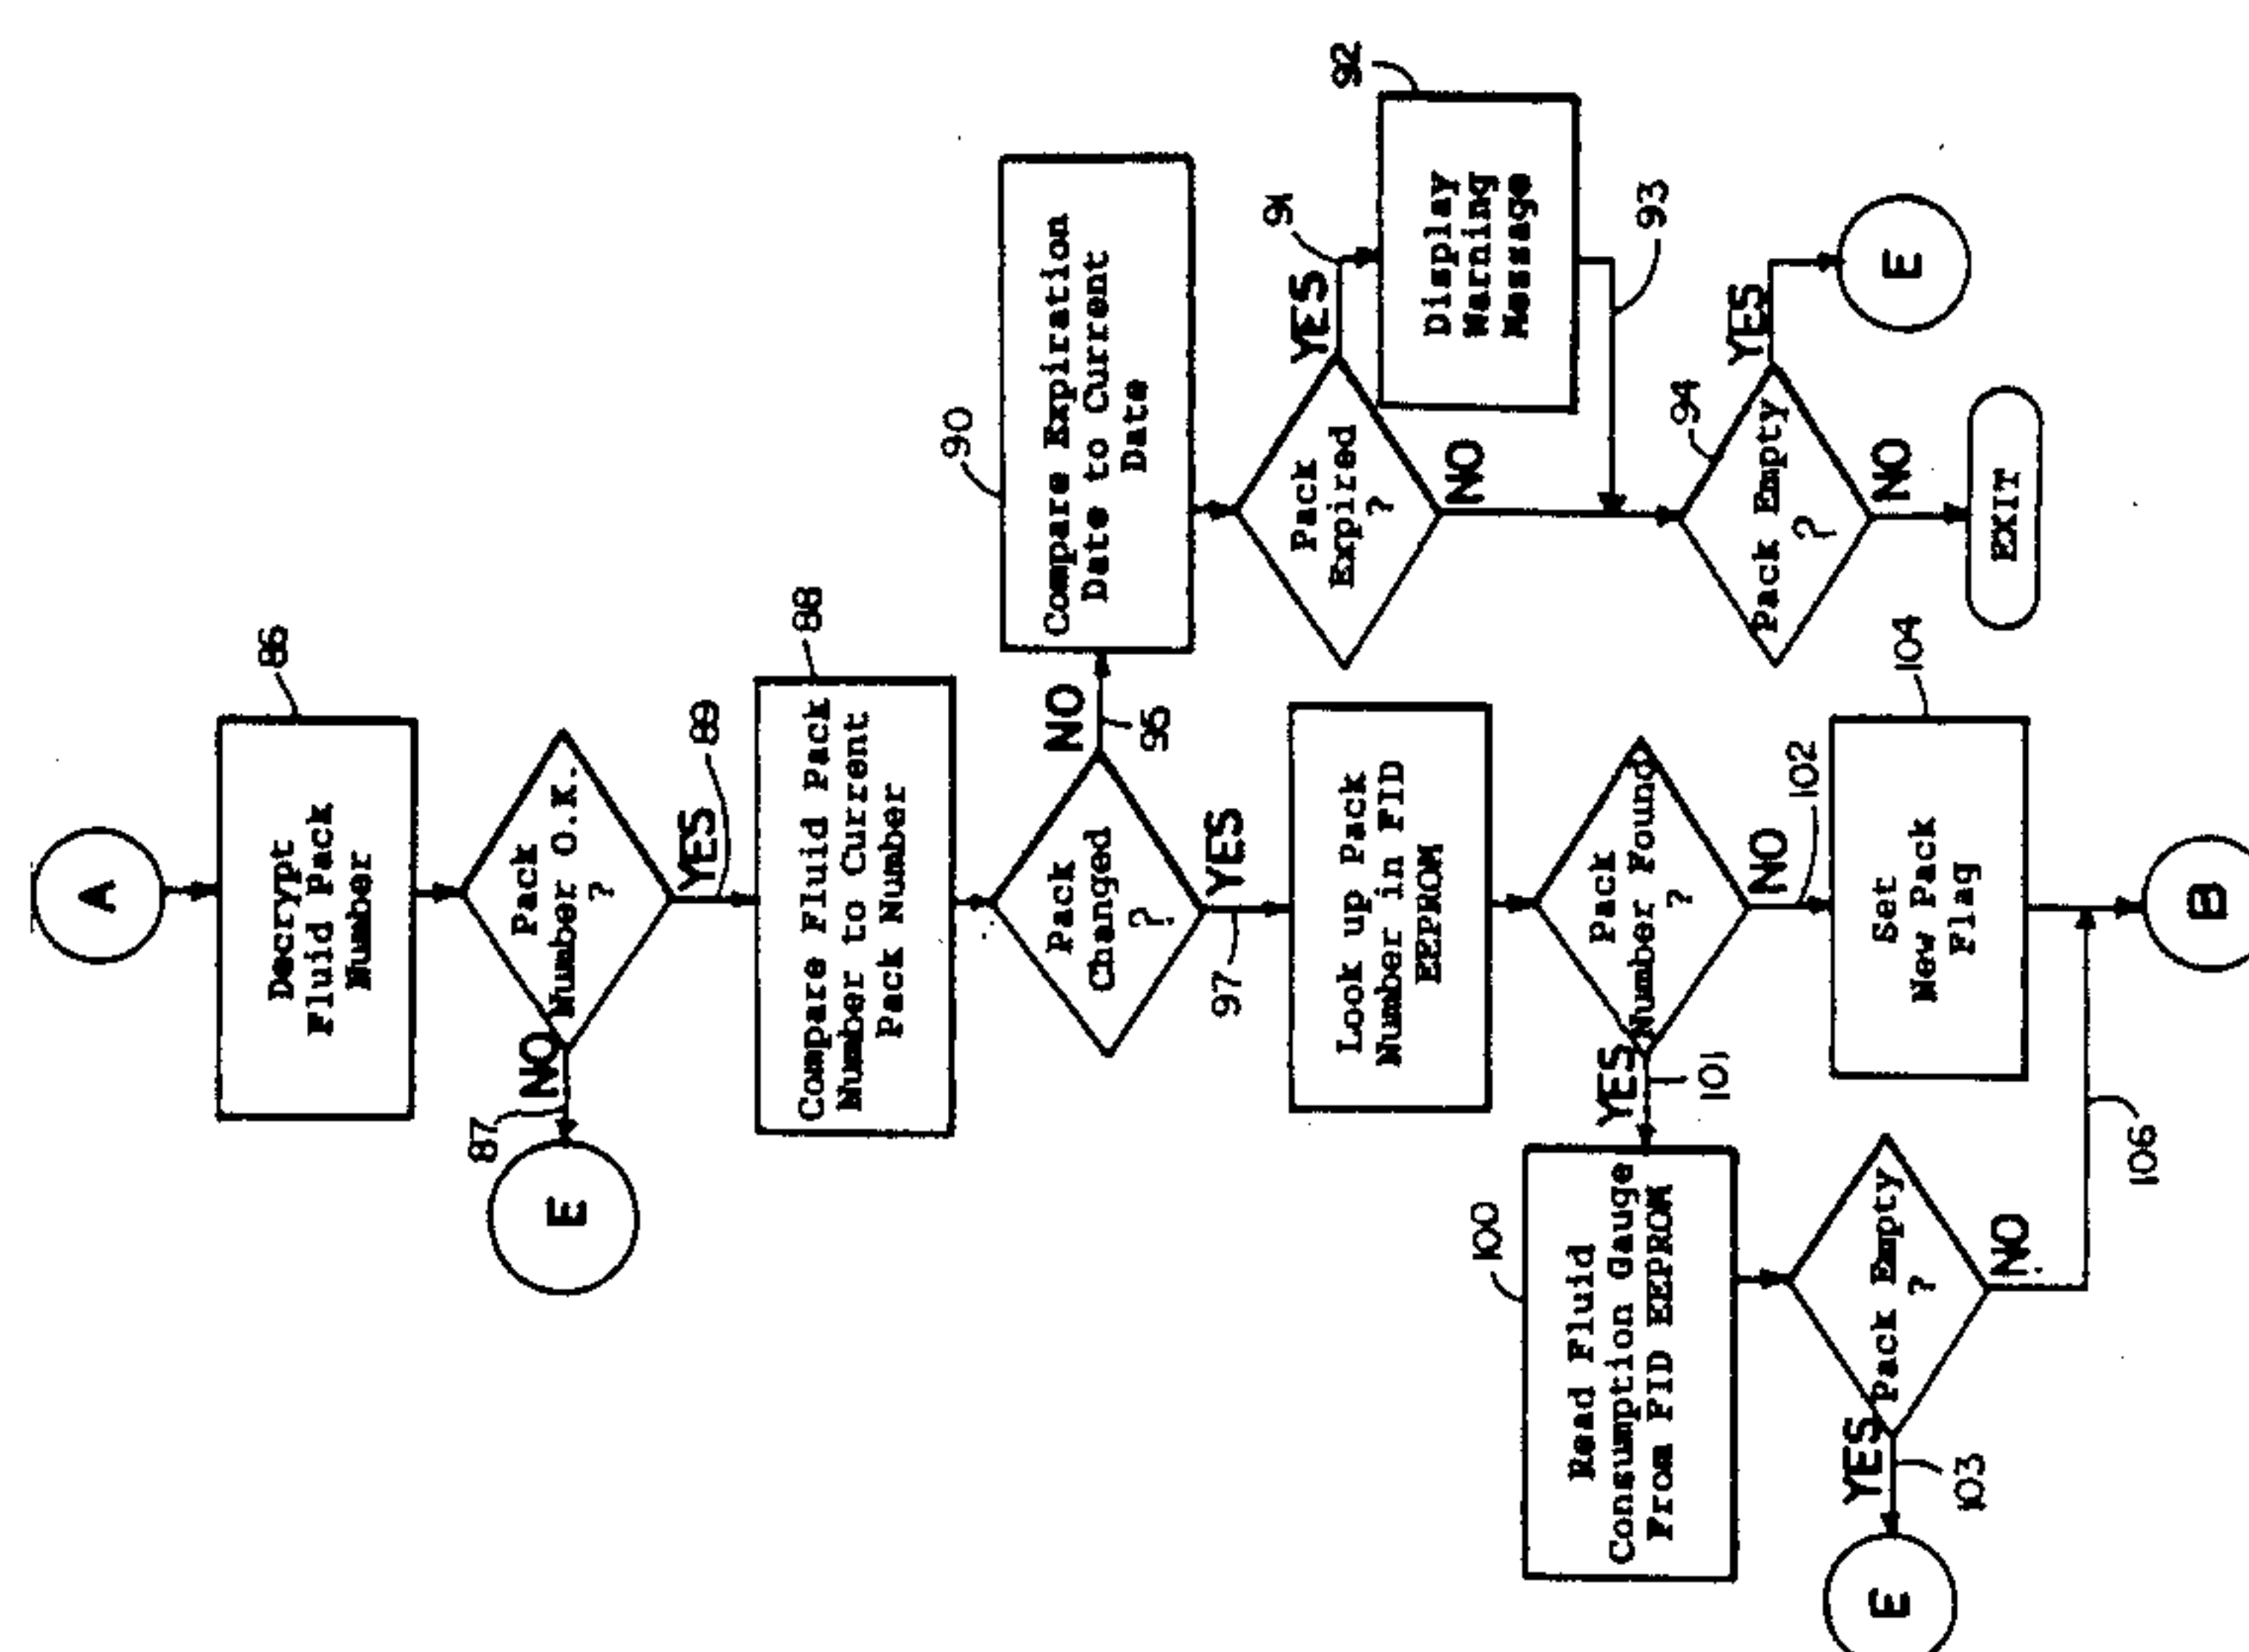 A
86
Decrypt
Fluid Pack
Number
Pack
Number O.K.
?
NO
87
E
YES
89
88
Compare Fluid Pack
Number to Current
Pack Number
Pack
Changed
?
NO
95
90
Compare Expiration
Date to Current
Date
Pack
Expired
?
YES
91
92
Display
Warning
Message
93
NO
94
Pack Empty
?
YES
E
NO
EXIT
YES
97
Look up Pack
Number in FID
EEPROM
Pack
Number Found
?
YES
101
NO
102
104
Set
New Pack
Flag
B
100
Read Fluid
Consumption Gauge
From FID EEPROM
Pack Empty
?
YES
103
E
NO
106